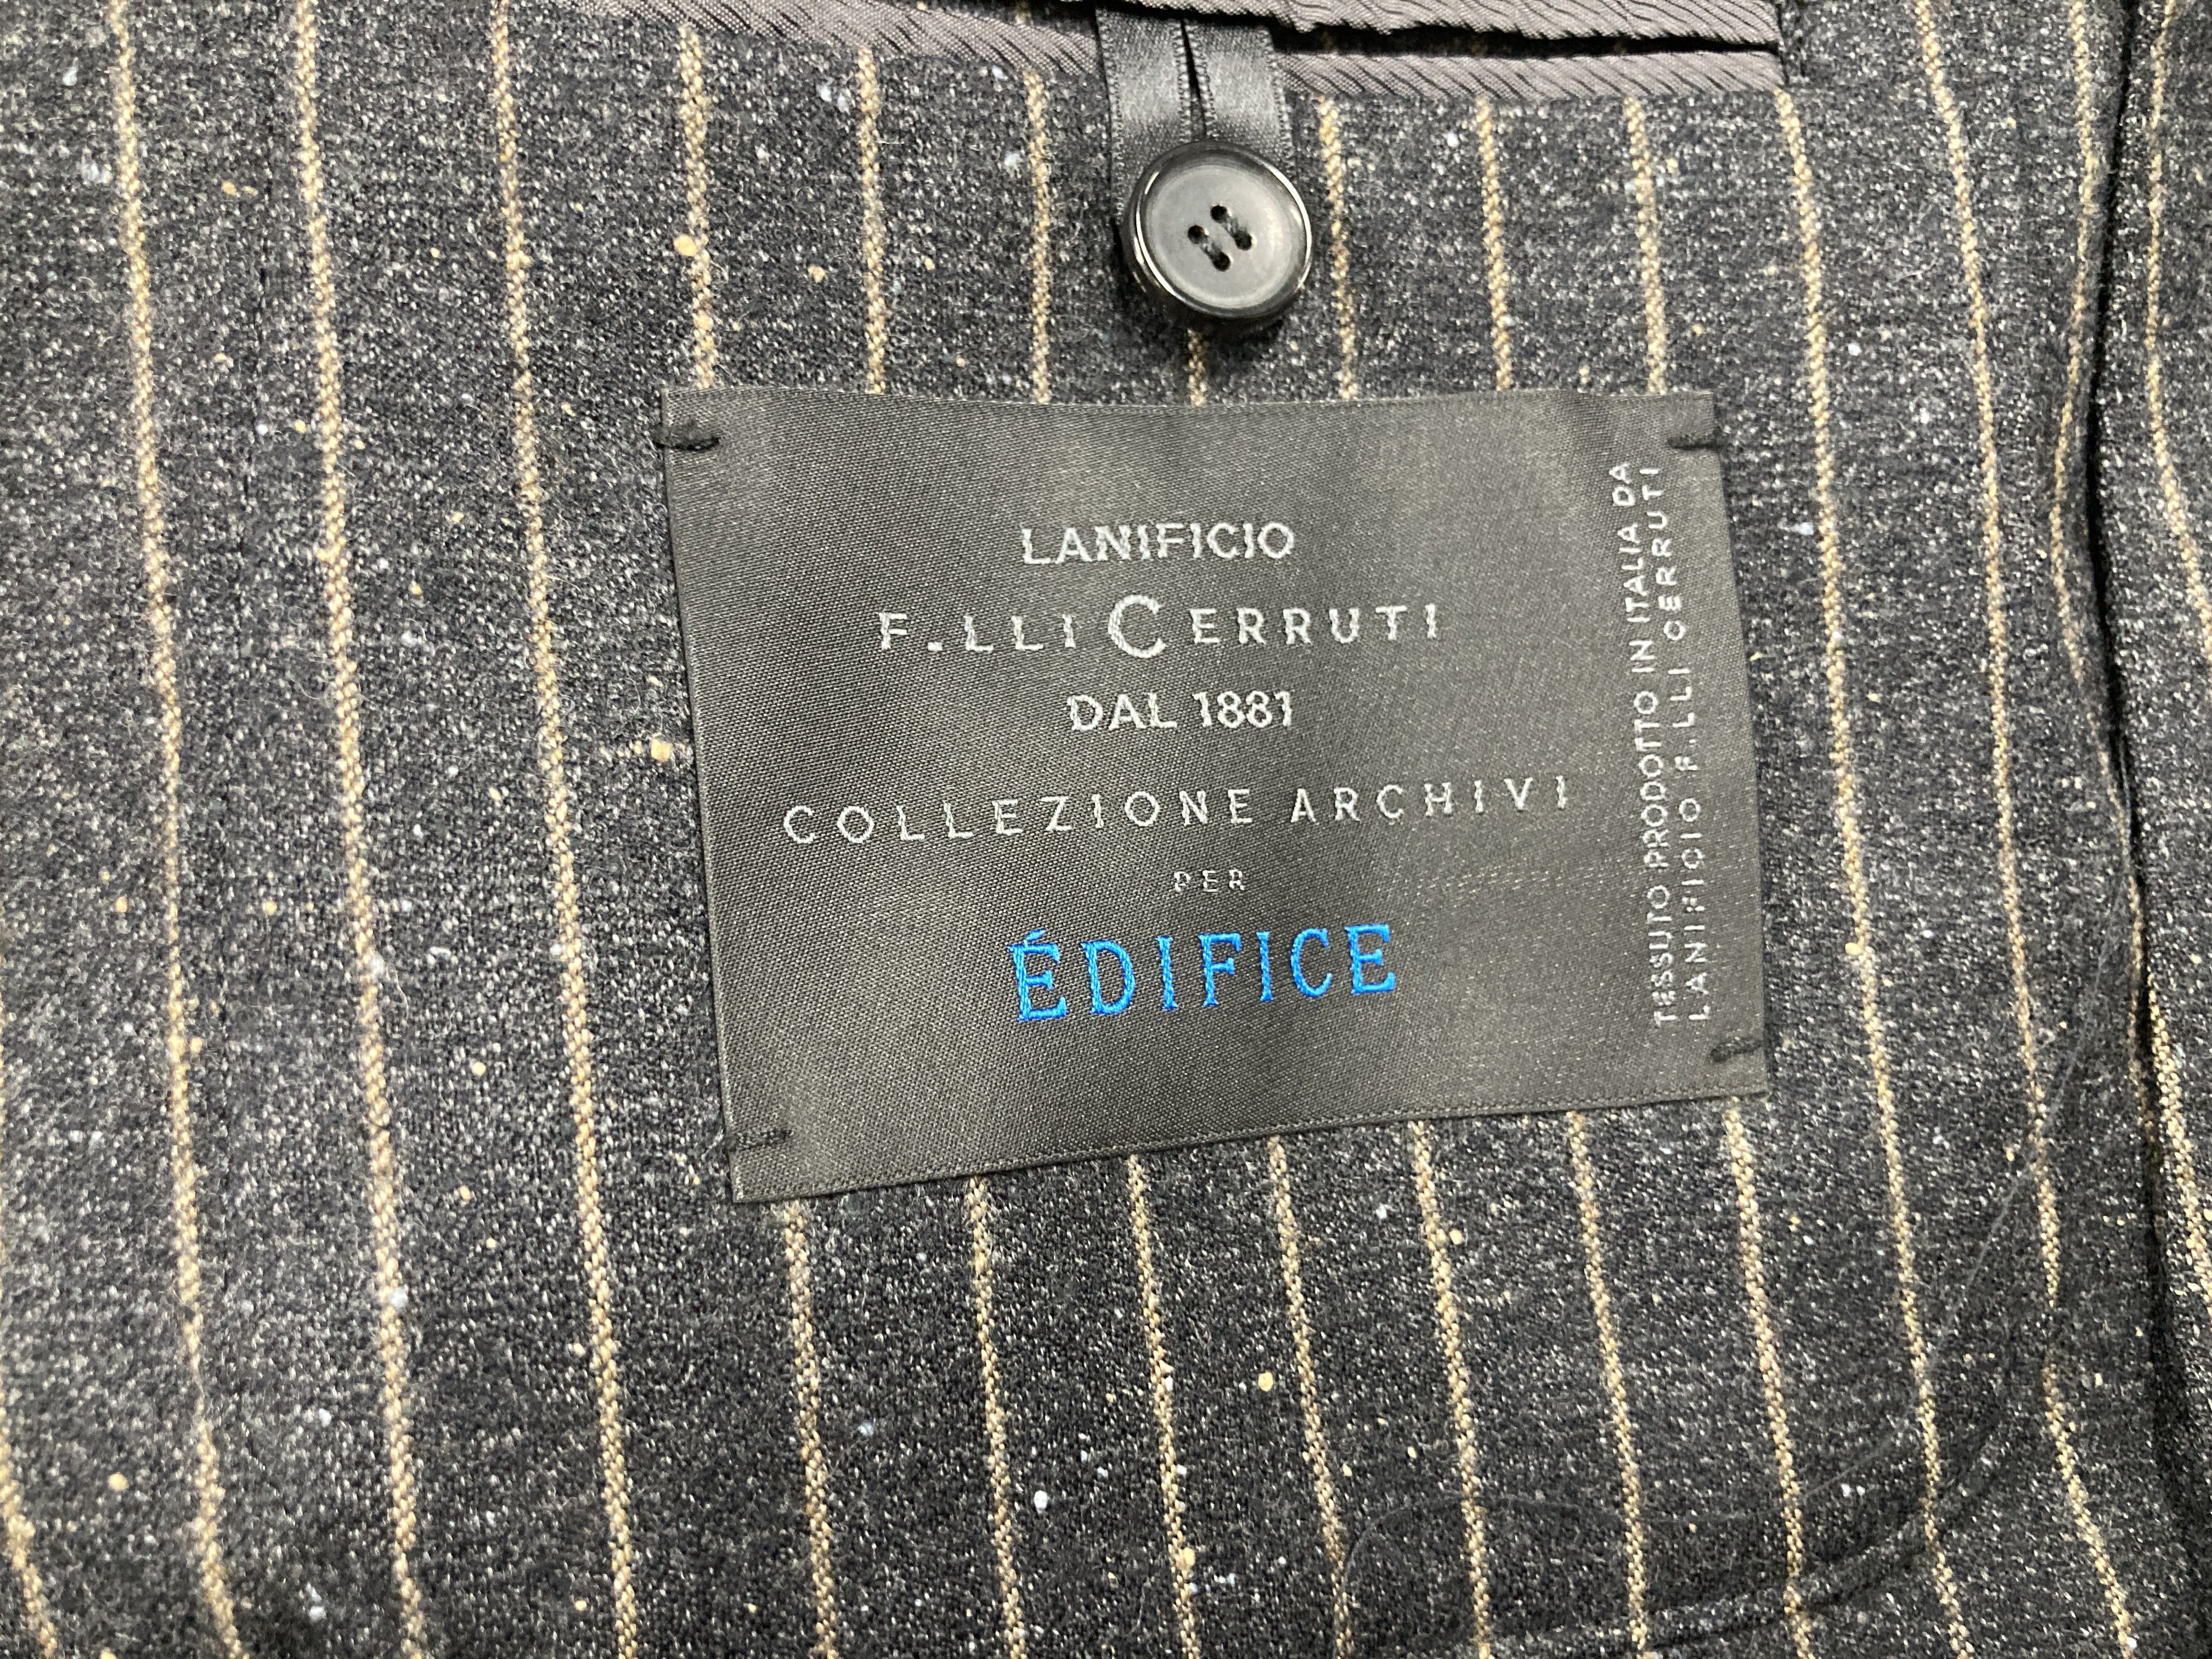 LANIFICIO
F.LLI CERRUTI
DAL 1881
COLLEZIONE ARCHIVI
PER
ÉDIFICE
TESSUTO PRODOTTO IN ITALIA DA
LANIFICIO F.LLI CERRUTI